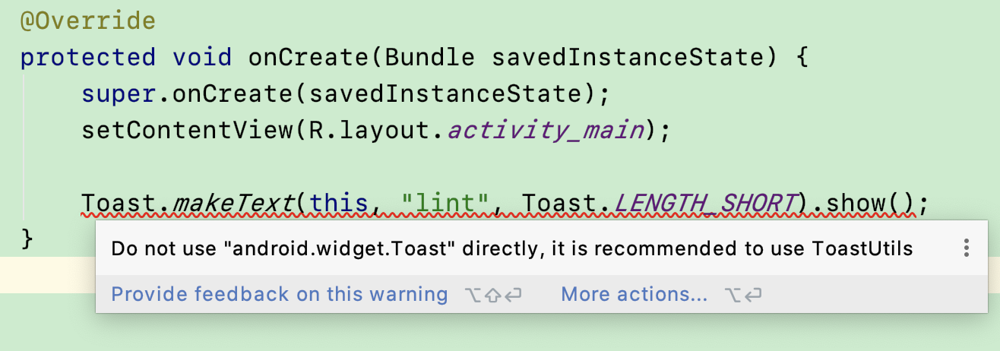 @Override
protected void onCreate(Bundle savedInstanceState) {
super.onCreate(savedInstanceState);
setContentView(R.layout.activity_main);
Toast.makeText(this, "lint", Toast.LENGTH_SHORT).show();
}
Do not use "android.widget.Toast" directly, it is recommended to use ToastUtils
Provide feedback on this warning ⌥⇧↩ More actions... ⌥↩